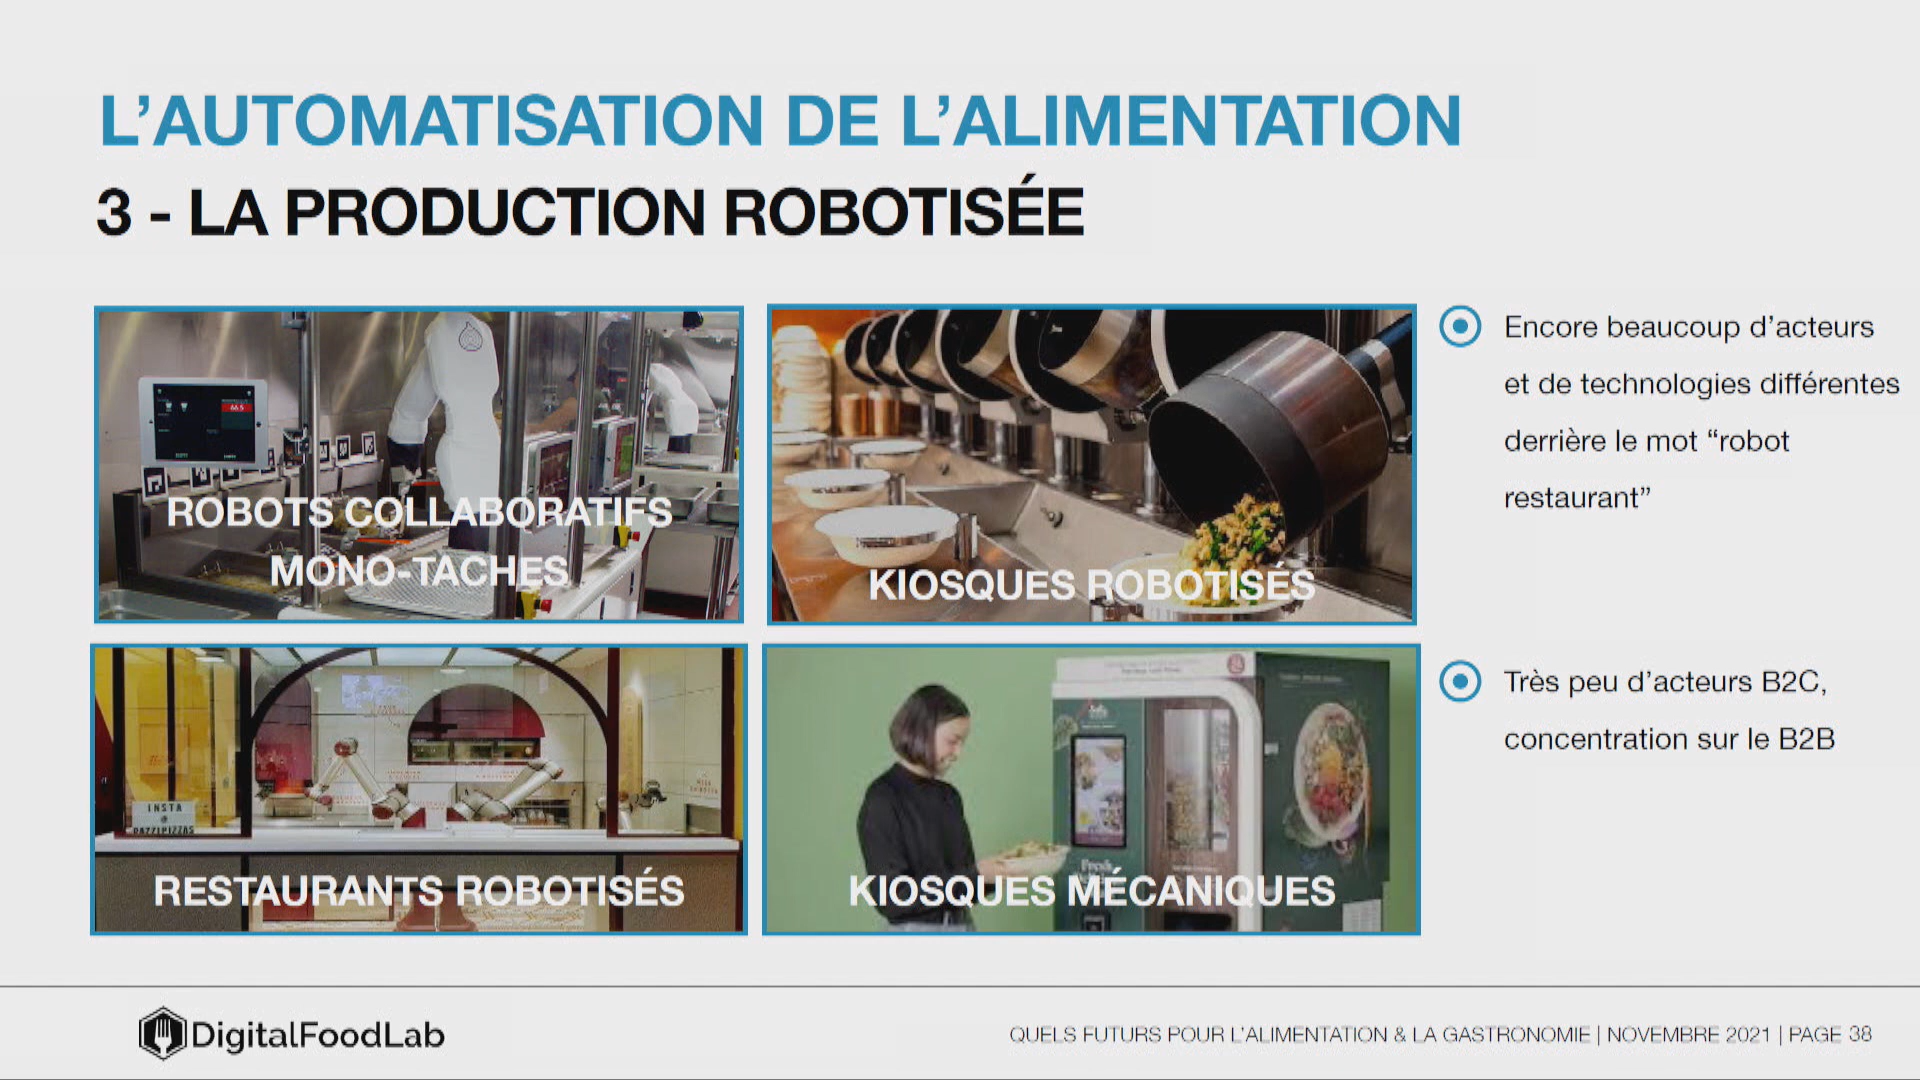 L'AUTOMATISATION DE L'ALIMENTATION
3 - LA PRODUCTION ROBOTISÉE
ROBOTS COLLABORATIFS
MONO-TACHES
KIOSQUES ROBOTISÉS
INSTA
@
PAZZIPIZZAS
RESTAURANTS ROBOTISÉS
KIOSQUES MÉCANIQUES
Encore beaucoup d'acteurs
et de technologies différentes
derrière le mot “robot
restaurant”
Très peu d'acteurs B2C,
concentration sur le B2B
DigitalFoodLab
QUELS FUTURS POUR L'ALIMENTATION & LA GASTRONOMIE | NOVEMBRE 2021 | PAGE 38